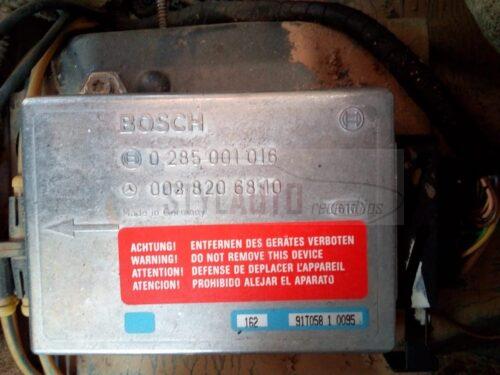 BOSCH
0 285 001 016
002 820 68 10
Made in Germany
ACHTUNG! ENTFERNEN DES GERÄTES VERBOTEN
WARNING! DO NOT REMOVE THIS DEVICE
ATTENTION! DEFENSE DE DEPLACER L'APPAREIL
ATENCION! PROHIBIDO ALEJAR EL APARATO
162 91T058 1 0095